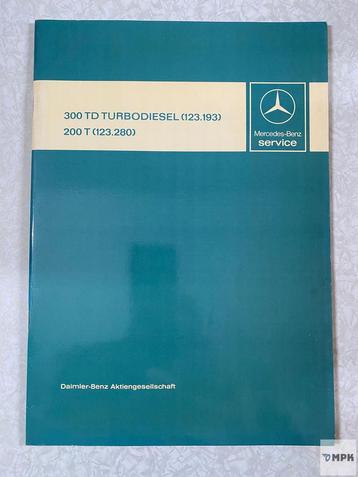 300 TD TURBODIESEL (123.193)
200 T (123.280)
Mercedes-Benz
service
Daimler-Benz Aktiengesellschaft
MPK